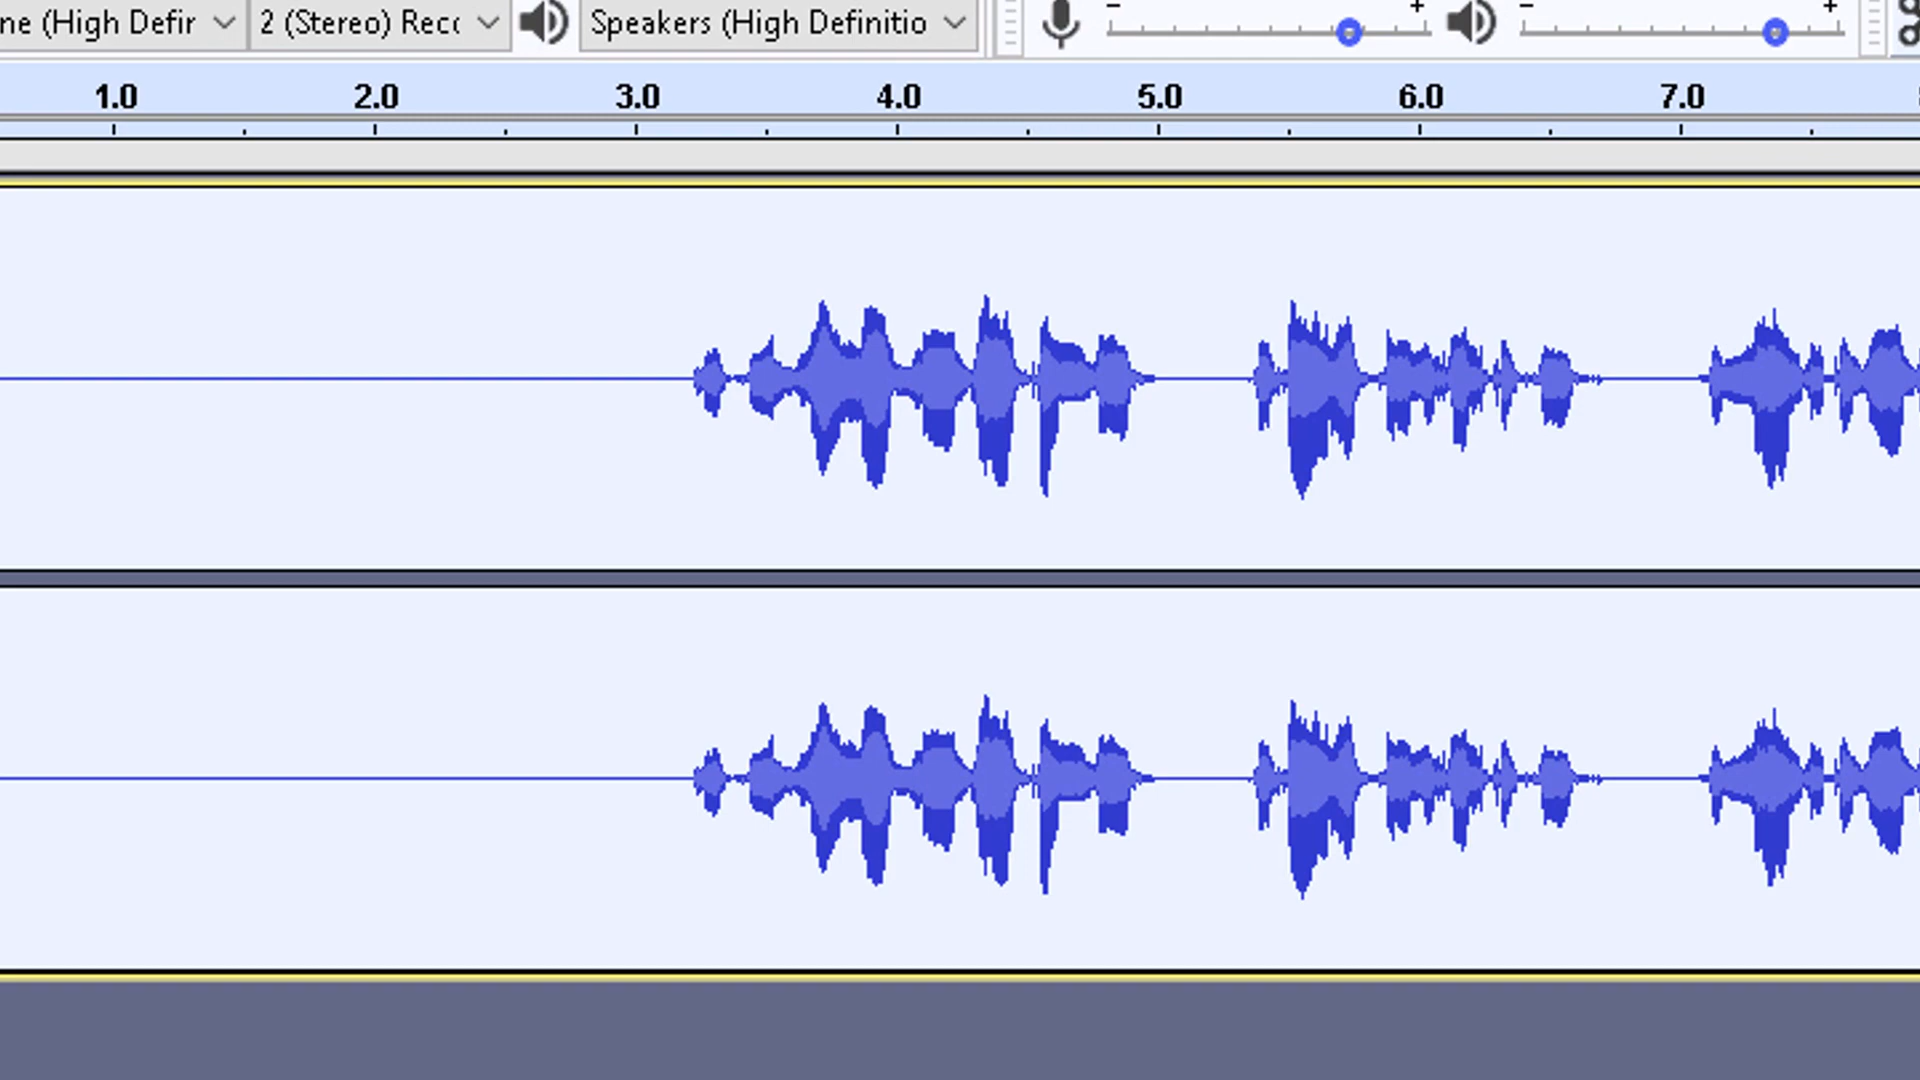 ne (High Defir 2 (Stereo) Rec Speakers (High Definitio - + - +
1.0 2.0 3.0 4.0 5.0 6.0 7.0